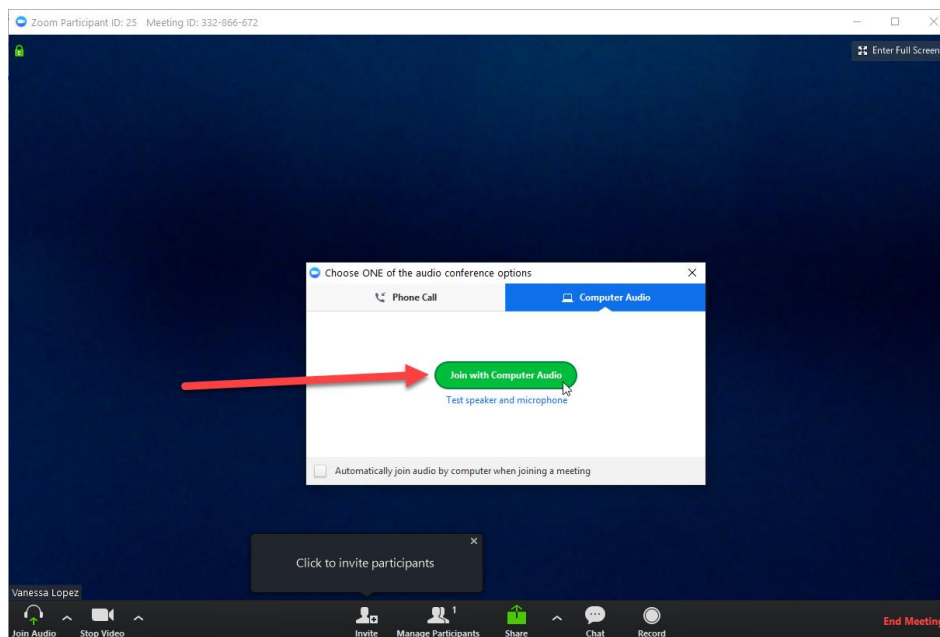 Zoom Participant ID: 25 Meeting ID: 332-866-672
Enter Full Screen
Choose ONE of the audio conference options
Phone Call
Computer Audio
Join with Computer Audio
Test speaker and microphone
Automatically join audio by computer when joining a meeting
Click to invite participants
Vanessa Lopez
1
Join Audio Stop Video Invite Manage Participants Share Chat Record End Meeting